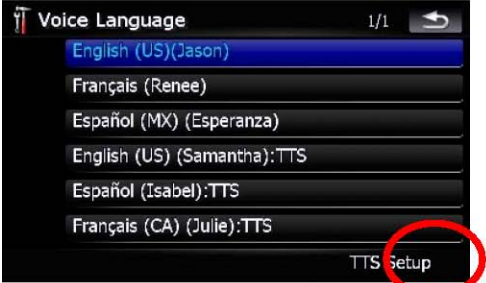 Voice Language 1/1
English (US)(Jason)
Français (Renee)
Español (MX) (Esperanza)
English (US) (Samantha):TTS
Español (Isabel):TTS
Français (CA) (Julie):TTS
TTS Setup